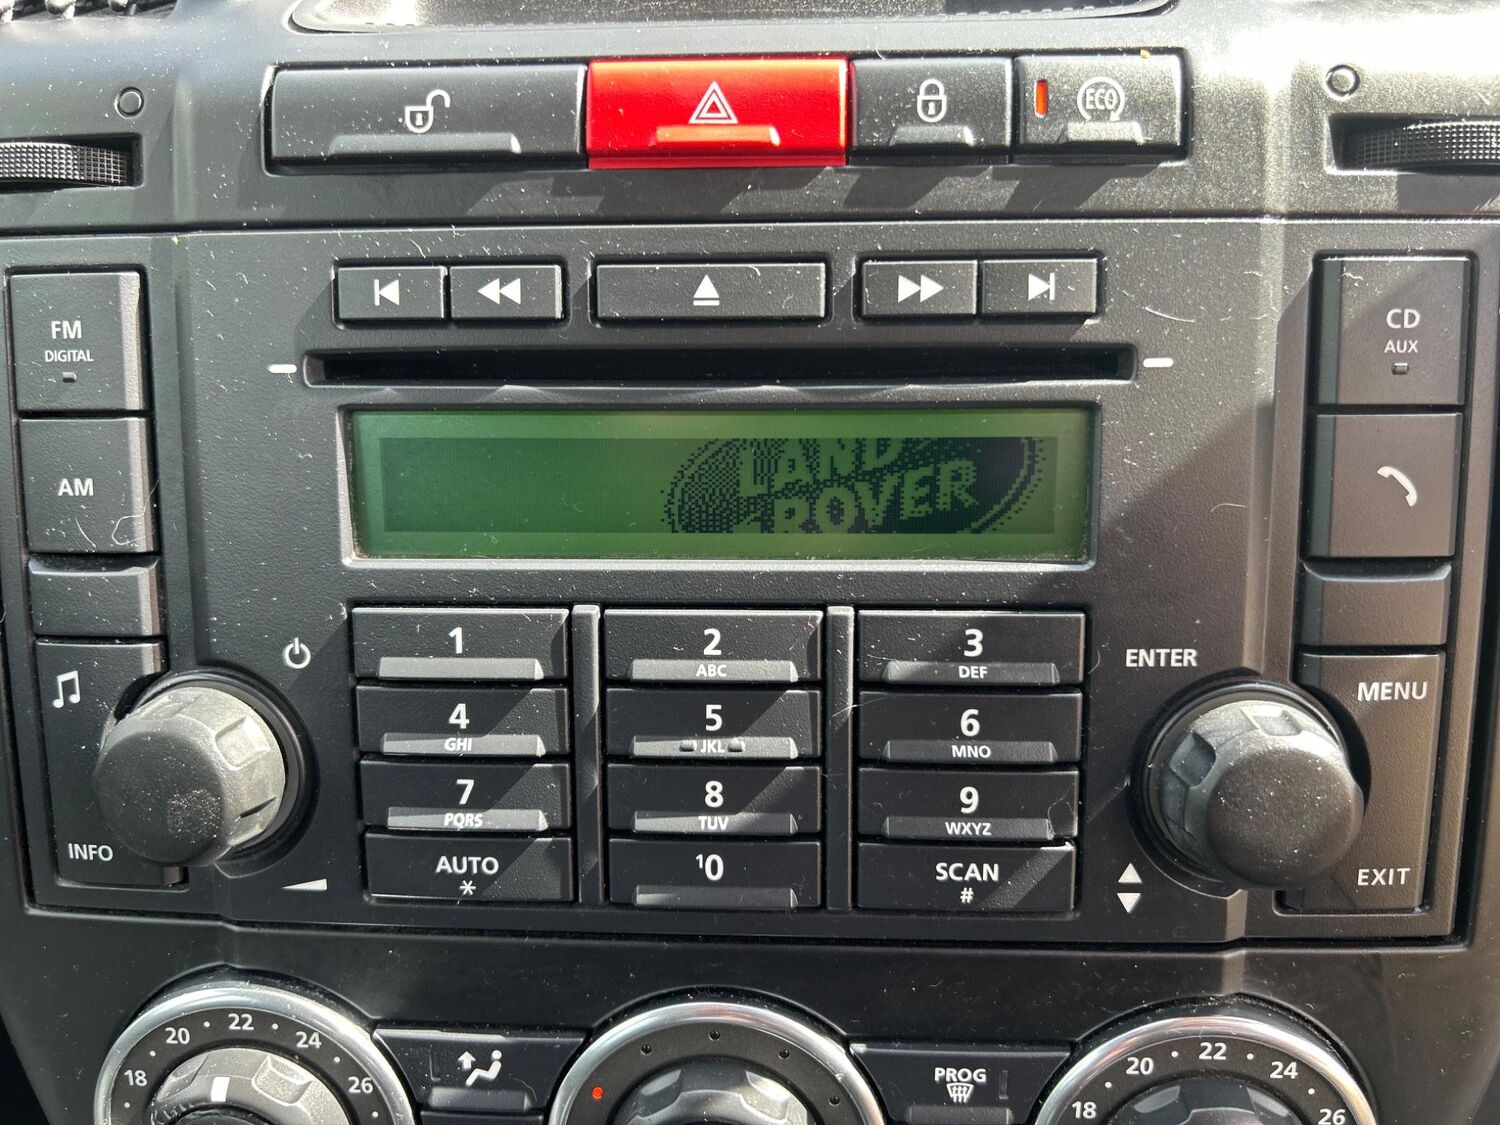 ECO
FM
DIGITAL
CD
AUX
AM
LAND
ROVER
1
2
ABC
3
DEF
ENTER
MENU
4
GHI
5
JKL
6
MNO
7
PQRS
8
TUV
9
WXYZ
INFO
AUTO
*
10
SCAN
#
EXIT
18 20 22 24 26
PROG
18 20 22 24 26